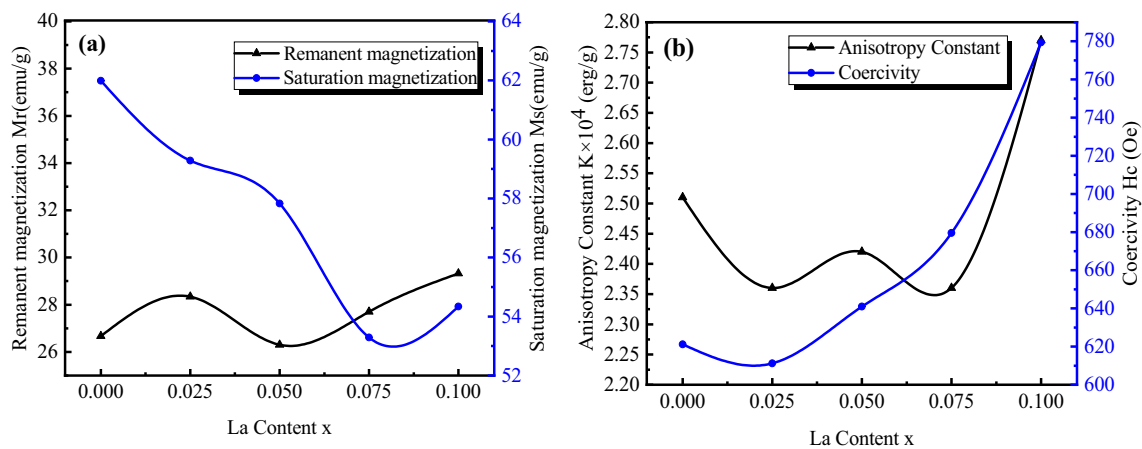 (a)
Remanent magnetization
Saturation magnetization
Remanent magnetization Mr(emu/g)
40
38
36
34
32
30
28
26
Saturation magnetization Ms(emu/g)
64
62
60
58
56
54
52
0.000 0.025 0.050 0.075 0.100
La Content x
(b)
Anisotropy Constant
Coercivity
Anisotropy Constant K×10⁴ (erg/g)
2.80
2.75
2.70
2.65
2.60
2.55
2.50
2.45
2.40
2.35
2.30
2.25
2.20
Coercivity Hc (Oe)
780
760
740
720
700
680
660
640
620
600
0.000 0.025 0.050 0.075 0.100
La Content x